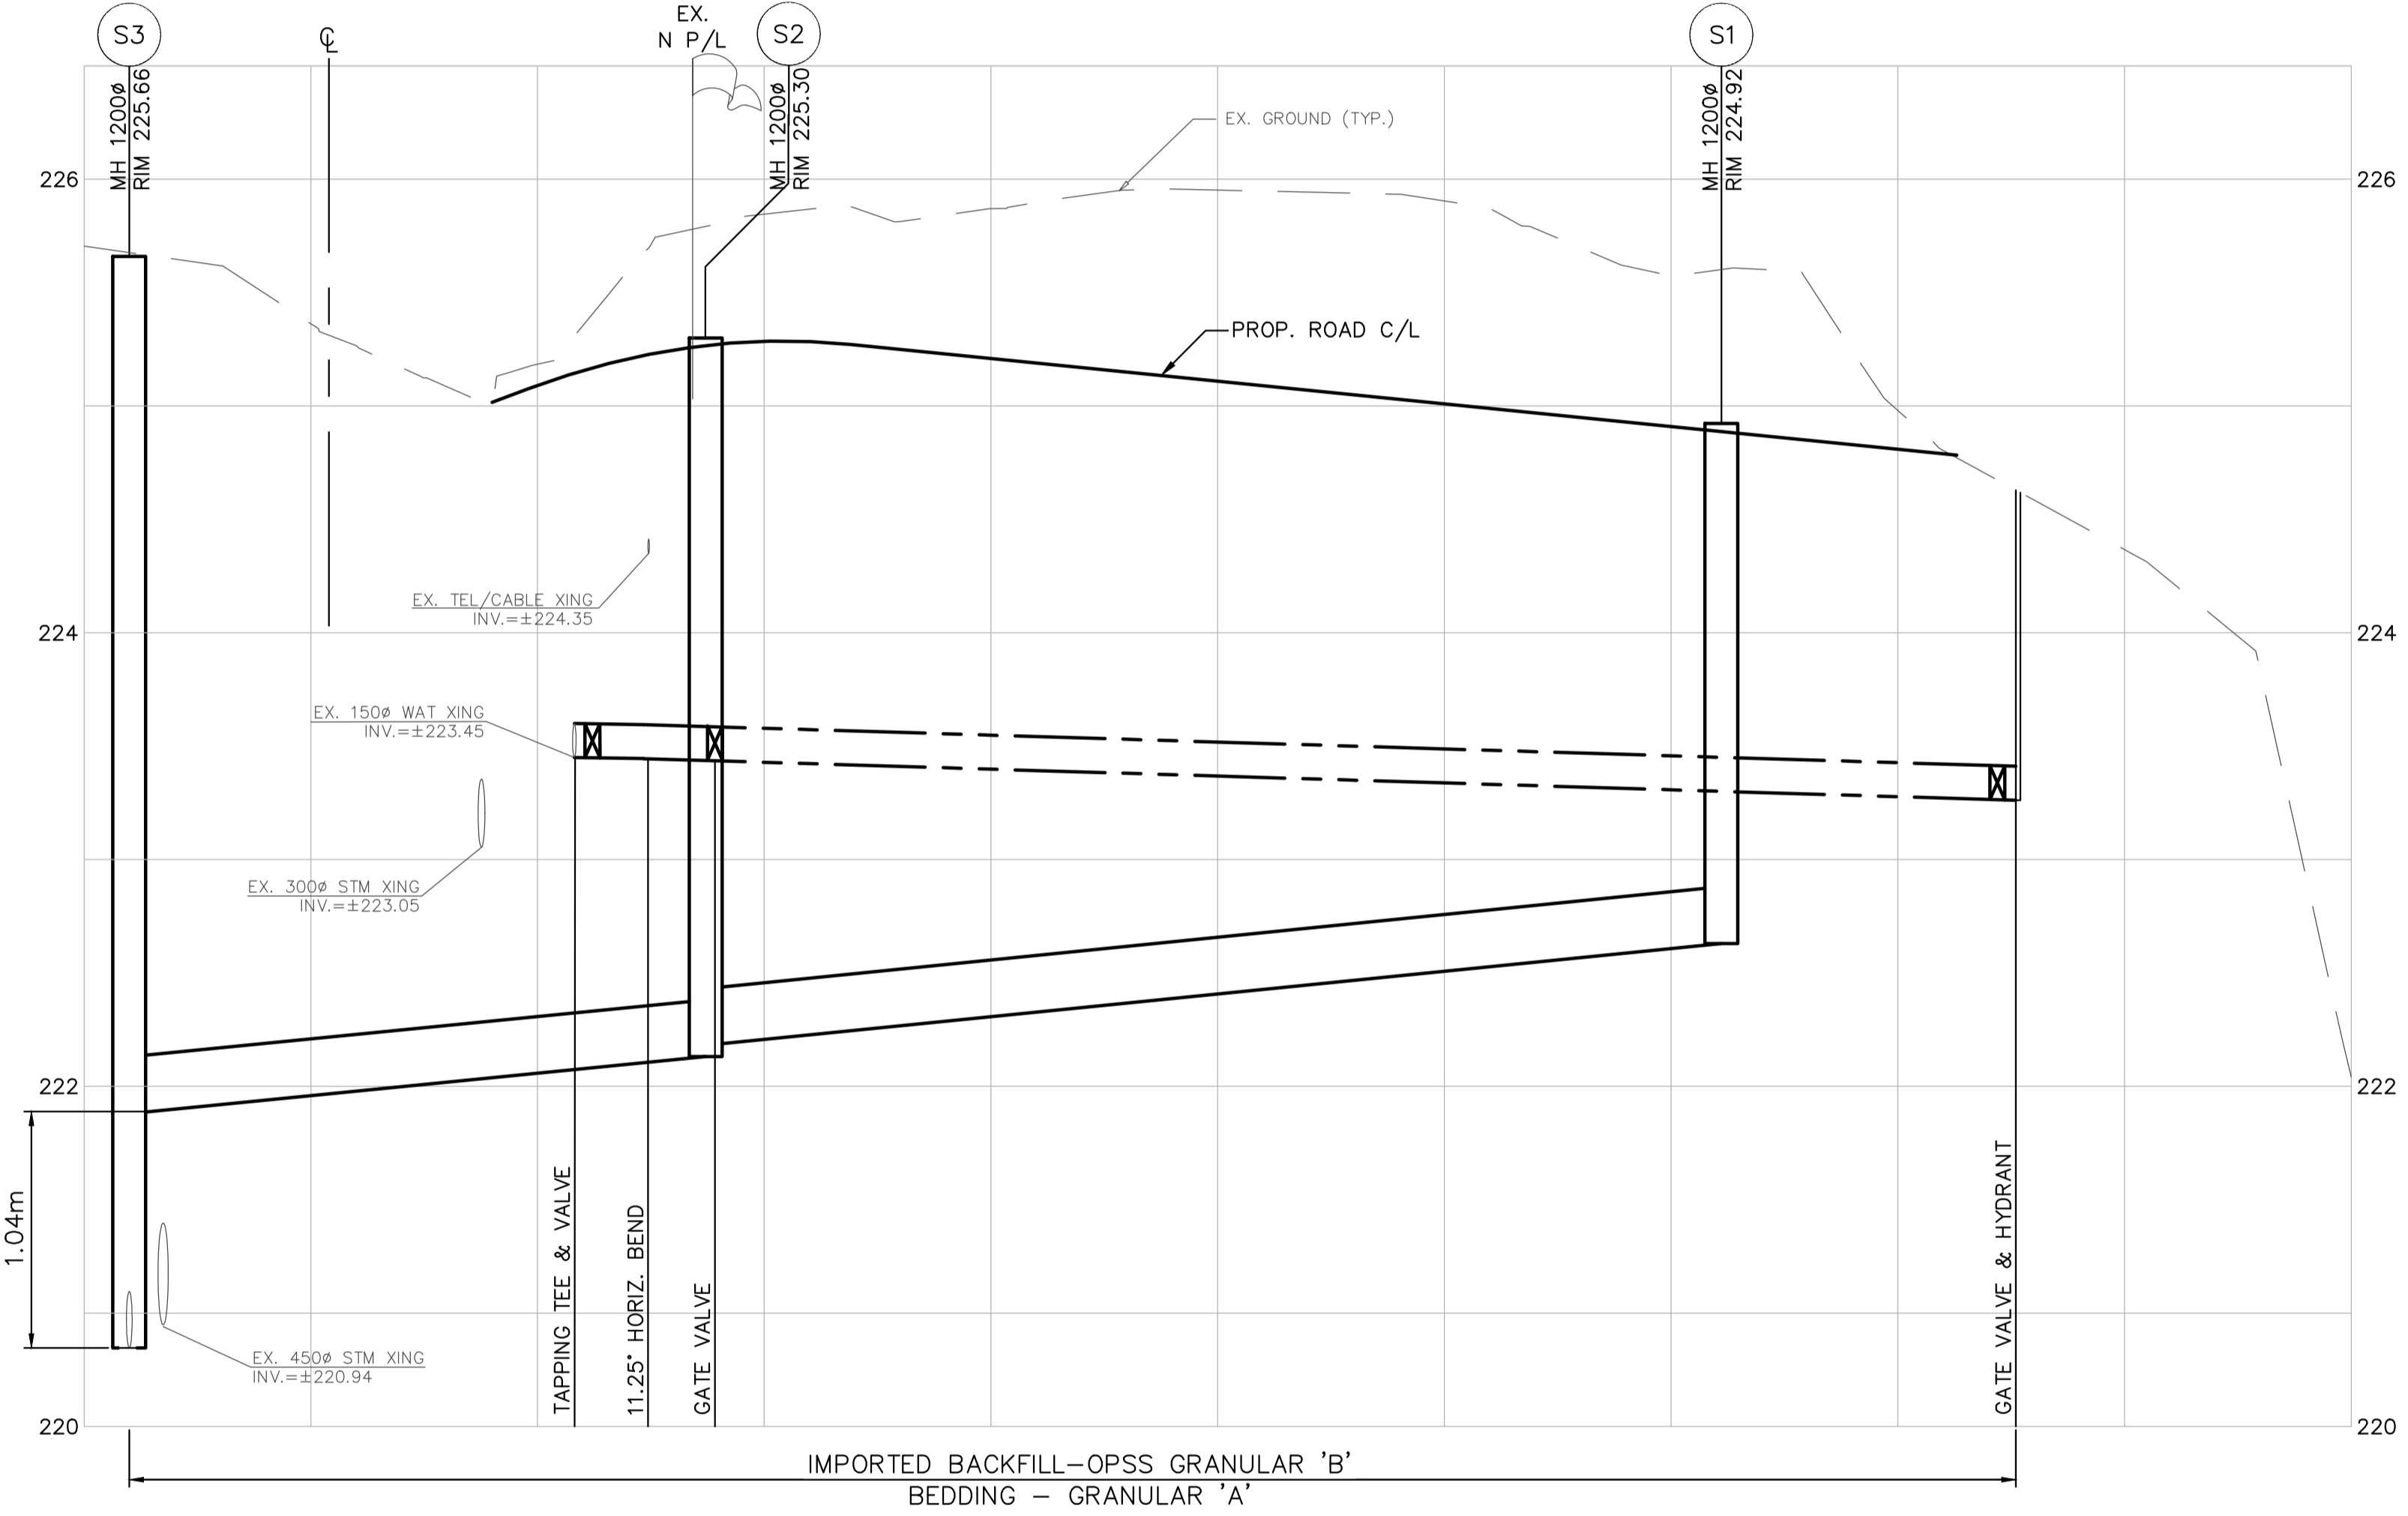 S3
℄
EX.
N P/L
S2
S1
MH 1200ø
RIM 225.66
MH 1200ø
RIM 225.30
MH 1200ø
RIM 224.92
EX. GROUND (TYP.)
226
226
PROP. ROAD C/L
EX. TEL/CABLE XING
INV.=±224.35
224
224
EX. 150ø WAT XING
INV.=±223.45
EX. 300ø STM XING
INV.=±223.05
222
222
1.04m
TAPPING TEE & VALVE
11.25° HORIZ. BEND
GATE VALVE
GATE VALVE & HYDRANT
EX. 450ø STM XING
INV.=±220.94
220
220
IMPORTED BACKFILL-OPSS GRANULAR 'B'
BEDDING - GRANULAR 'A'